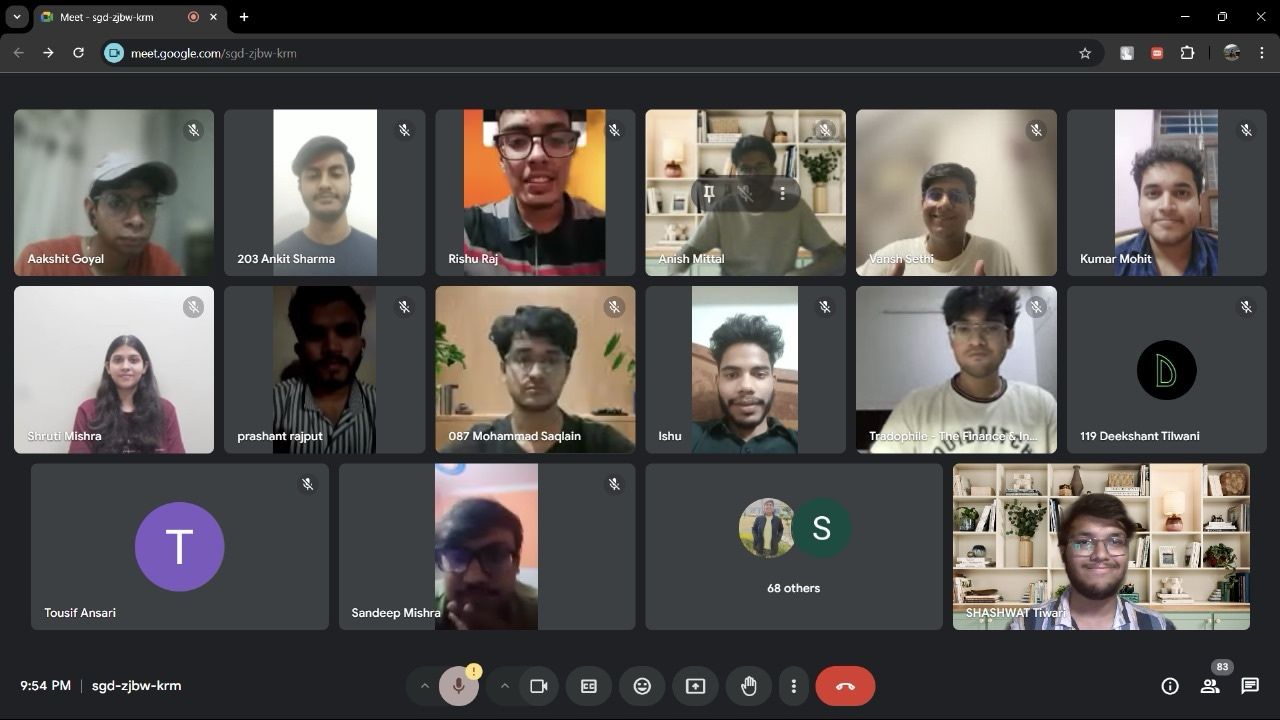 Meet - sgd-zjbw-krm
meet.google.com/sgd-zjbw-krm
Aakshit Goyal
203 Ankit Sharma
Rishu Raj
Anish Mittal
Vansh Sethi
Kumar Mohit
Shruti Mishra
prashant rajput
087 Mohammad Saqlain
Ishu
Tradophile - The Finance & In...
119 Deekshant Tilwani
D
T
Tousif Ansari
Sandeep Mishra
S
68 others
SHASHWAT Tiwari
9:54 PM | sgd-zjbw-krm
!
CC
83